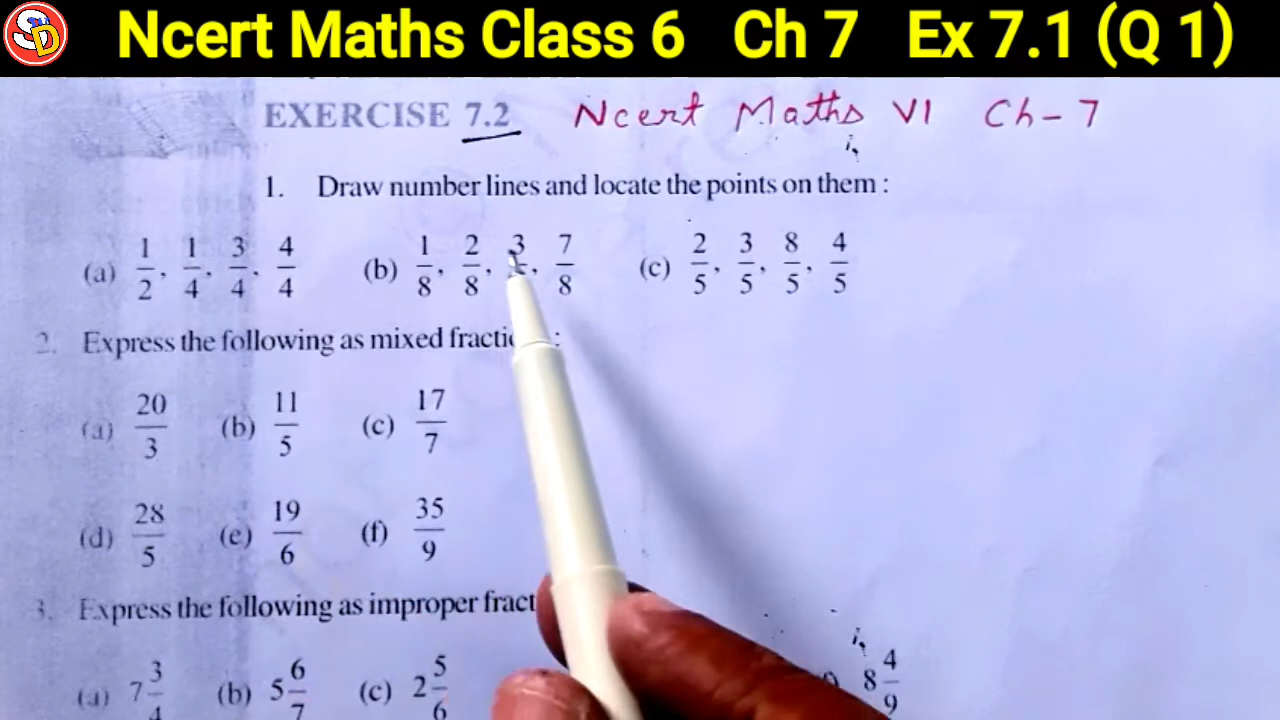 SD Ncert Maths Class 6 Ch 7 Ex 7.1 (Q 1)
EXERCISE 7.2 Ncert Maths VI Ch-7
1. Draw number lines and locate the points on them :
(a) 1/2, 1/4, 3/4, 4/4 (b) 1/8, 2/8, 3, 7/8 (c) 2/5, 3/5, 8/5, 4/5
2. Express the following as mixed :
(a) 20/3 (b) 11/5 (c) 17/7
(d) 28/5 (e) 19/6 (f) 35/9
3. Express the following as improper
(a) 7 3/4 (b) 5 6/7 (c) 2 5/6 8 4/9